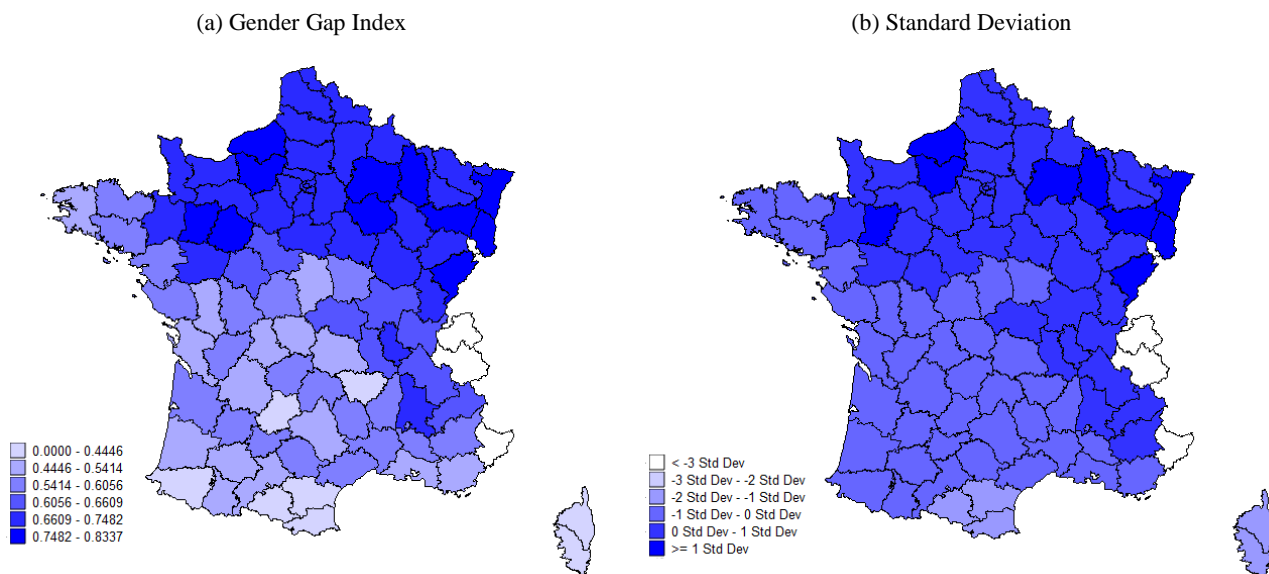 (a) Gender Gap Index
(b) Standard Deviation
0.0000 - 0.4446
0.4446 - 0.5414
0.5414 - 0.6056
0.6056 - 0.6609
0.6609 - 0.7482
0.7482 - 0.8337
< -3 Std Dev
-3 Std Dev - -2 Std Dev
-2 Std Dev - -1 Std Dev
-1 Std Dev - 0 Std Dev
0 Std Dev - 1 Std Dev
>= 1 Std Dev